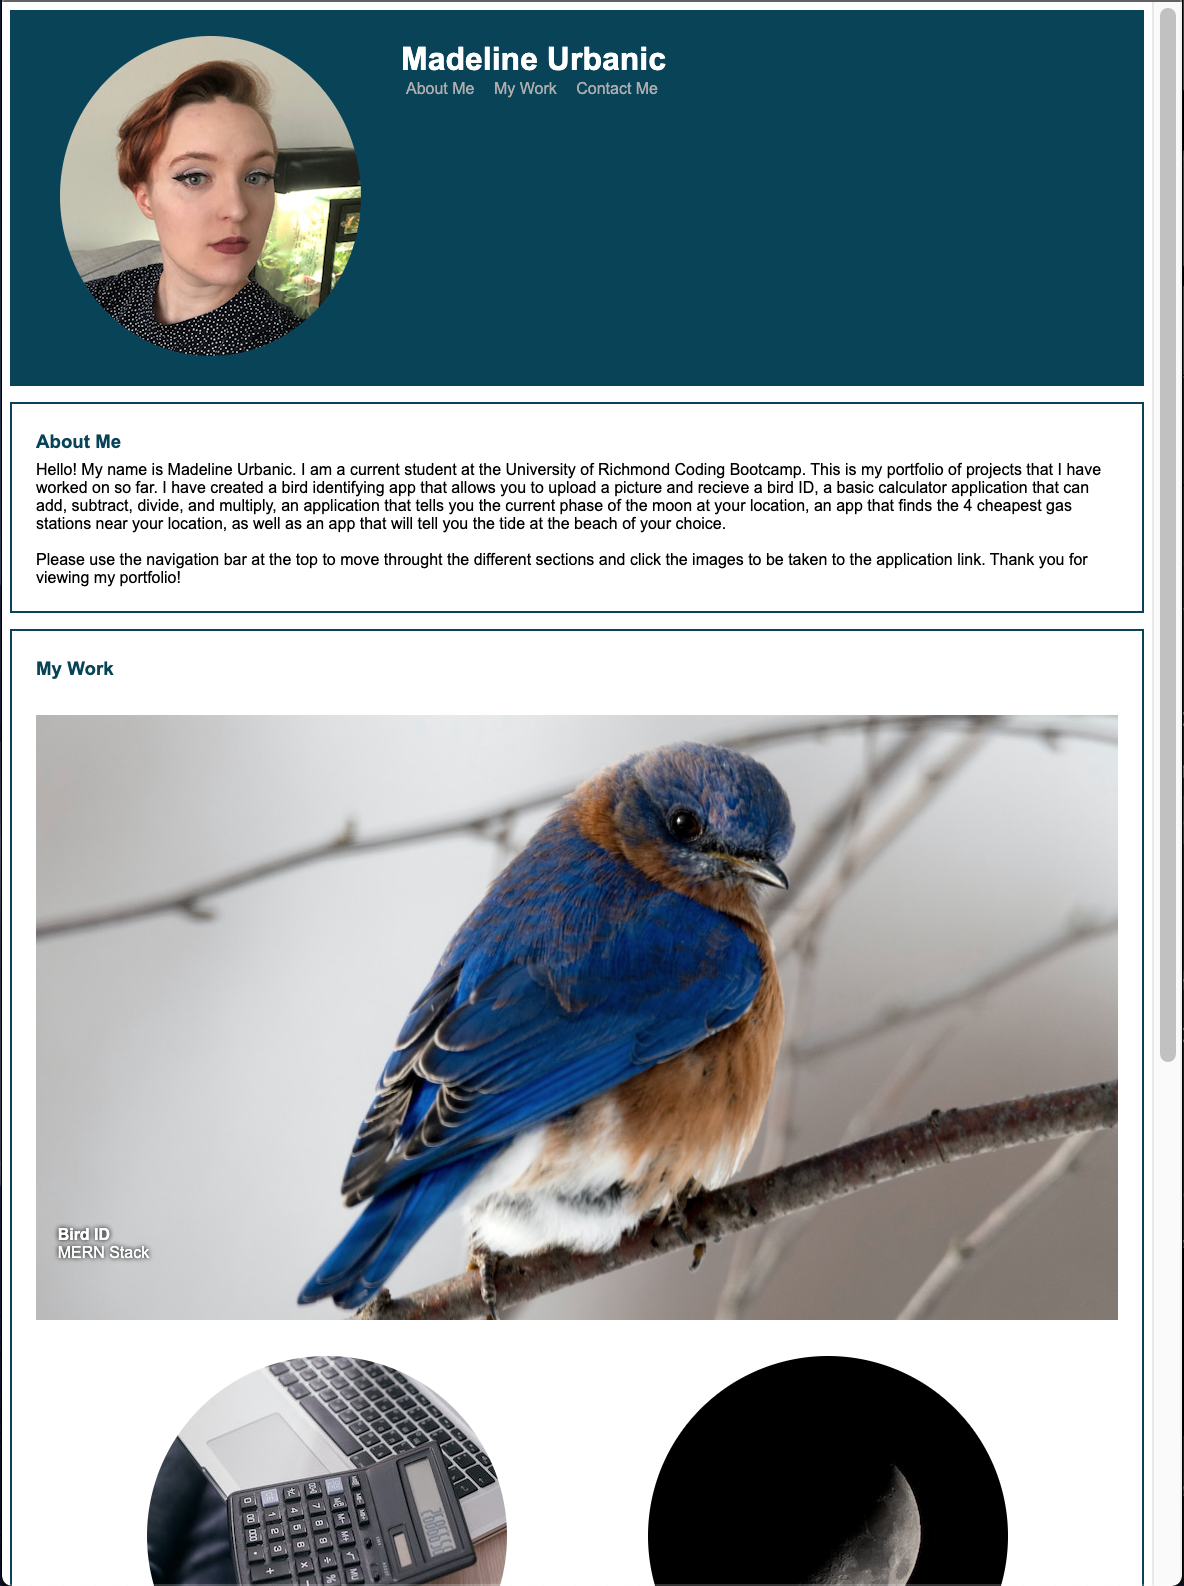 Madeline Urbanic
About Me My Work Contact Me
About Me
Hello! My name is Madeline Urbanic. I am a current student at the University of Richmond Coding Bootcamp. This is my portfolio of projects that I have
worked on so far. I have created a bird identifying app that allows you to upload a picture and recieve a bird ID, a basic calculator application that can
add, subtract, divide, and multiply, an application that tells you the current phase of the moon at your location, an app that finds the 4 cheapest gas
stations near your location, as well as an app that will tell you the tide at the beach of your choice.
Please use the navigation bar at the top to move throught the different sections and click the images to be taken to the application link. Thank you for
viewing my portfolio!
My Work
Bird ID
MERN Stack